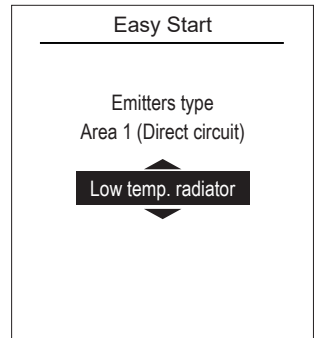 Easy Start
Emitters type
Area 1 (Direct circuit)
Low temp. radiator